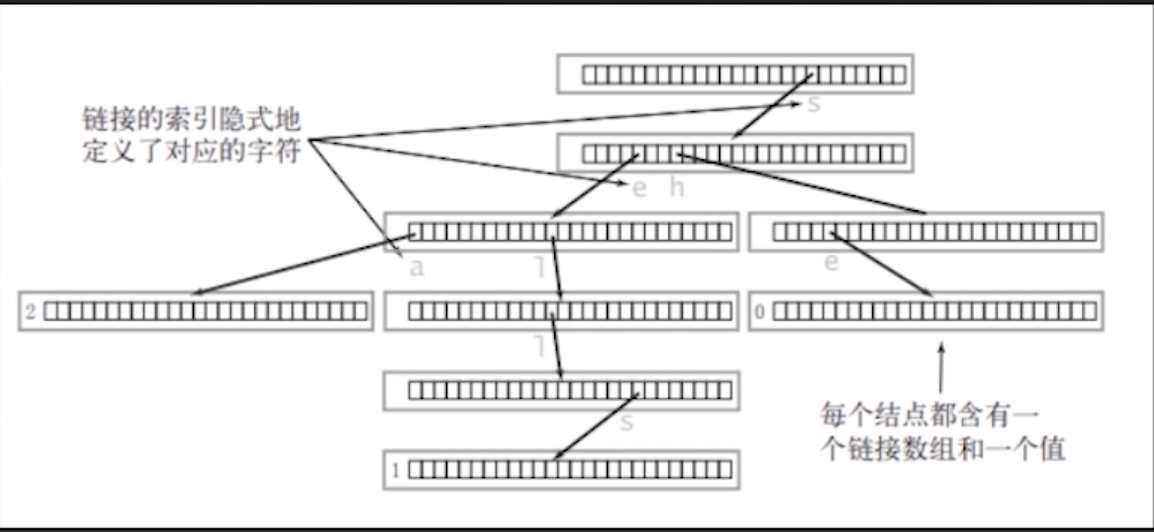 链接的索引隐式地
定义了对应的字符
s
e h
a
l
e
2
0
l
s
1
每个结点都含有一
个链接数组和一个值